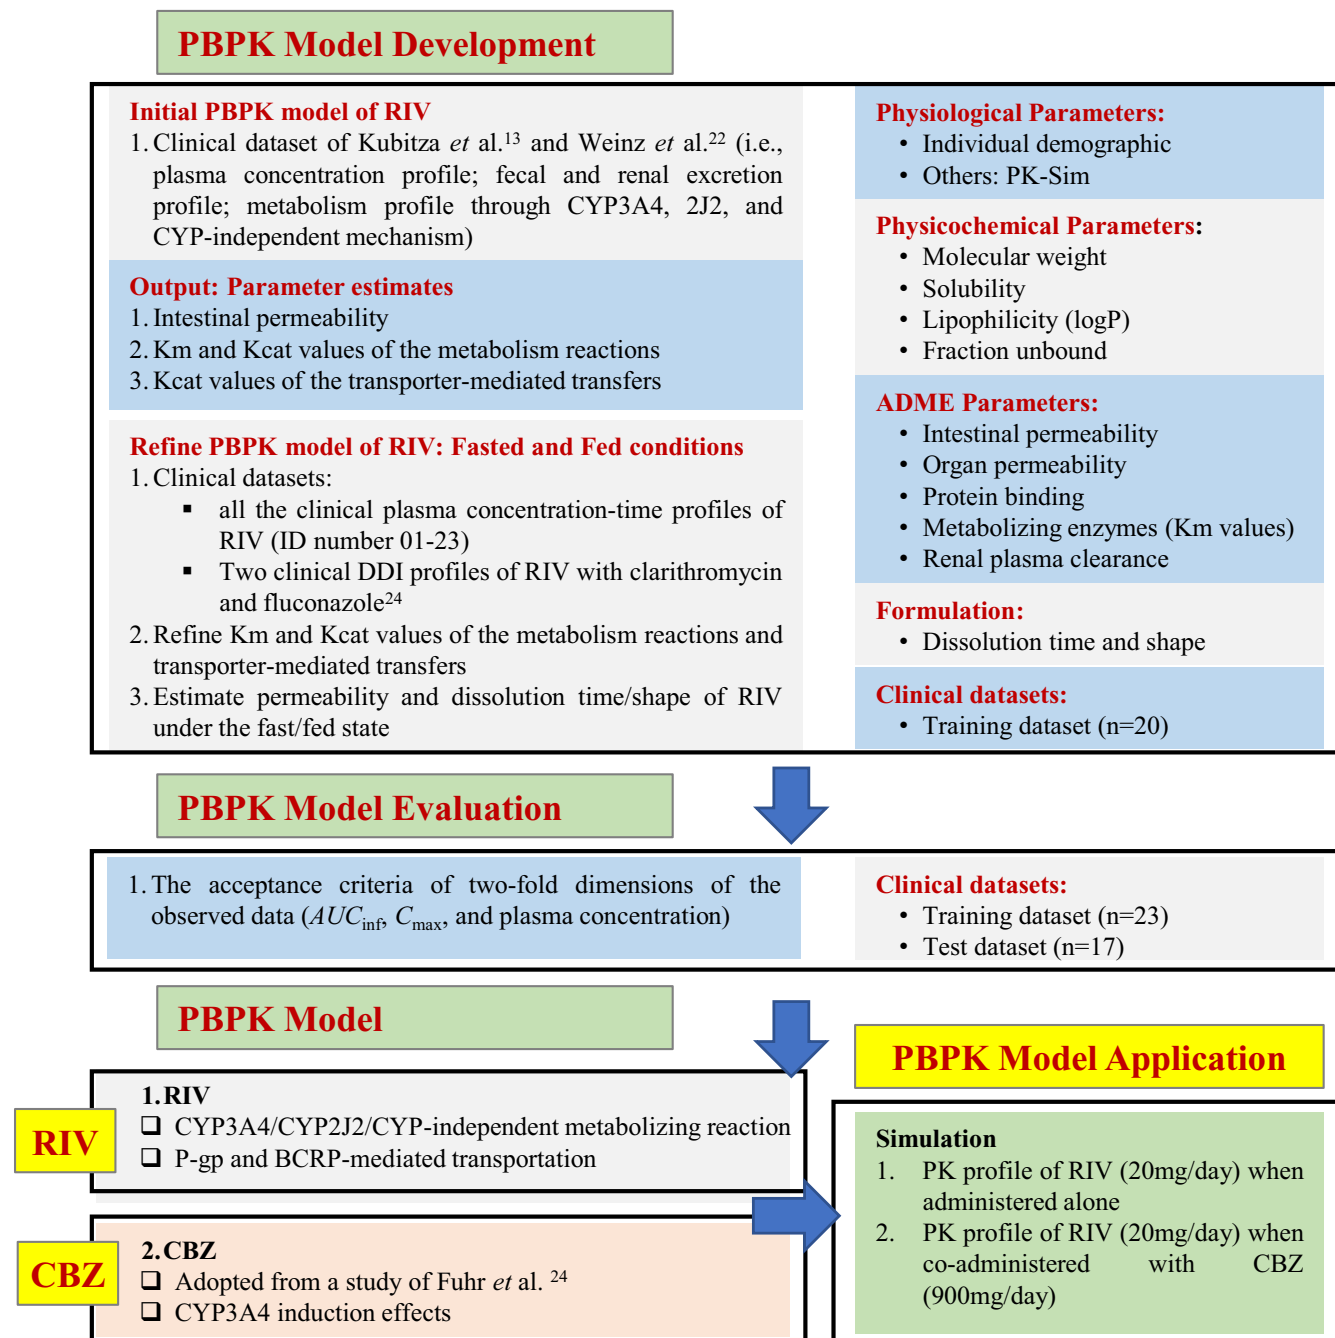 PBPK Model Development
Initial PBPK model of RIV
1. Clinical dataset of Kubitza et al.13 and Weinz et al.22 (i.e.,
plasma concentration profile; fecal and renal excretion
profile; metabolism profile through CYP3A4, 2J2, and
CYP-independent mechanism)
Output: Parameter estimates
1. Intestinal permeability
2. Km and Kcat values of the metabolism reactions
3. Kcat values of the transporter-mediated transfers
Refine PBPK model of RIV: Fasted and Fed conditions
1. Clinical datasets:
▪ all the clinical plasma concentration-time profiles of
RIV (ID number 01-23)
▪ Two clinical DDI profiles of RIV with clarithromycin
and fluconazole24
2. Refine Km and Kcat values of the metabolism reactions and
transporter-mediated transfers
3. Estimate permeability and dissolution time/shape of RIV
under the fast/fed state
Physiological Parameters:
• Individual demographic
• Others: PK-Sim
Physicochemical Parameters:
• Molecular weight
• Solubility
• Lipophilicity (logP)
• Fraction unbound
ADME Parameters:
• Intestinal permeability
• Organ permeability
• Protein binding
• Metabolizing enzymes (Km values)
• Renal plasma clearance
Formulation:
• Dissolution time and shape
Clinical datasets:
• Training dataset (n=20)
PBPK Model Evaluation
1. The acceptance criteria of two-fold dimensions of the
observed data (AUCinf, Cmax, and plasma concentration)
Clinical datasets:
• Training dataset (n=23)
• Test dataset (n=17)
PBPK Model
RIV
1. RIV
❑ CYP3A4/CYP2J2/CYP-independent metabolizing reaction
❑ P-gp and BCRP-mediated transportation
CBZ
2. CBZ
❑ Adopted from a study of Fuhr et al. 24
❑ CYP3A4 induction effects
PBPK Model Application
Simulation
1. PK profile of RIV (20mg/day) when
administered alone
2. PK profile of RIV (20mg/day) when
co-administered with CBZ
(900mg/day)